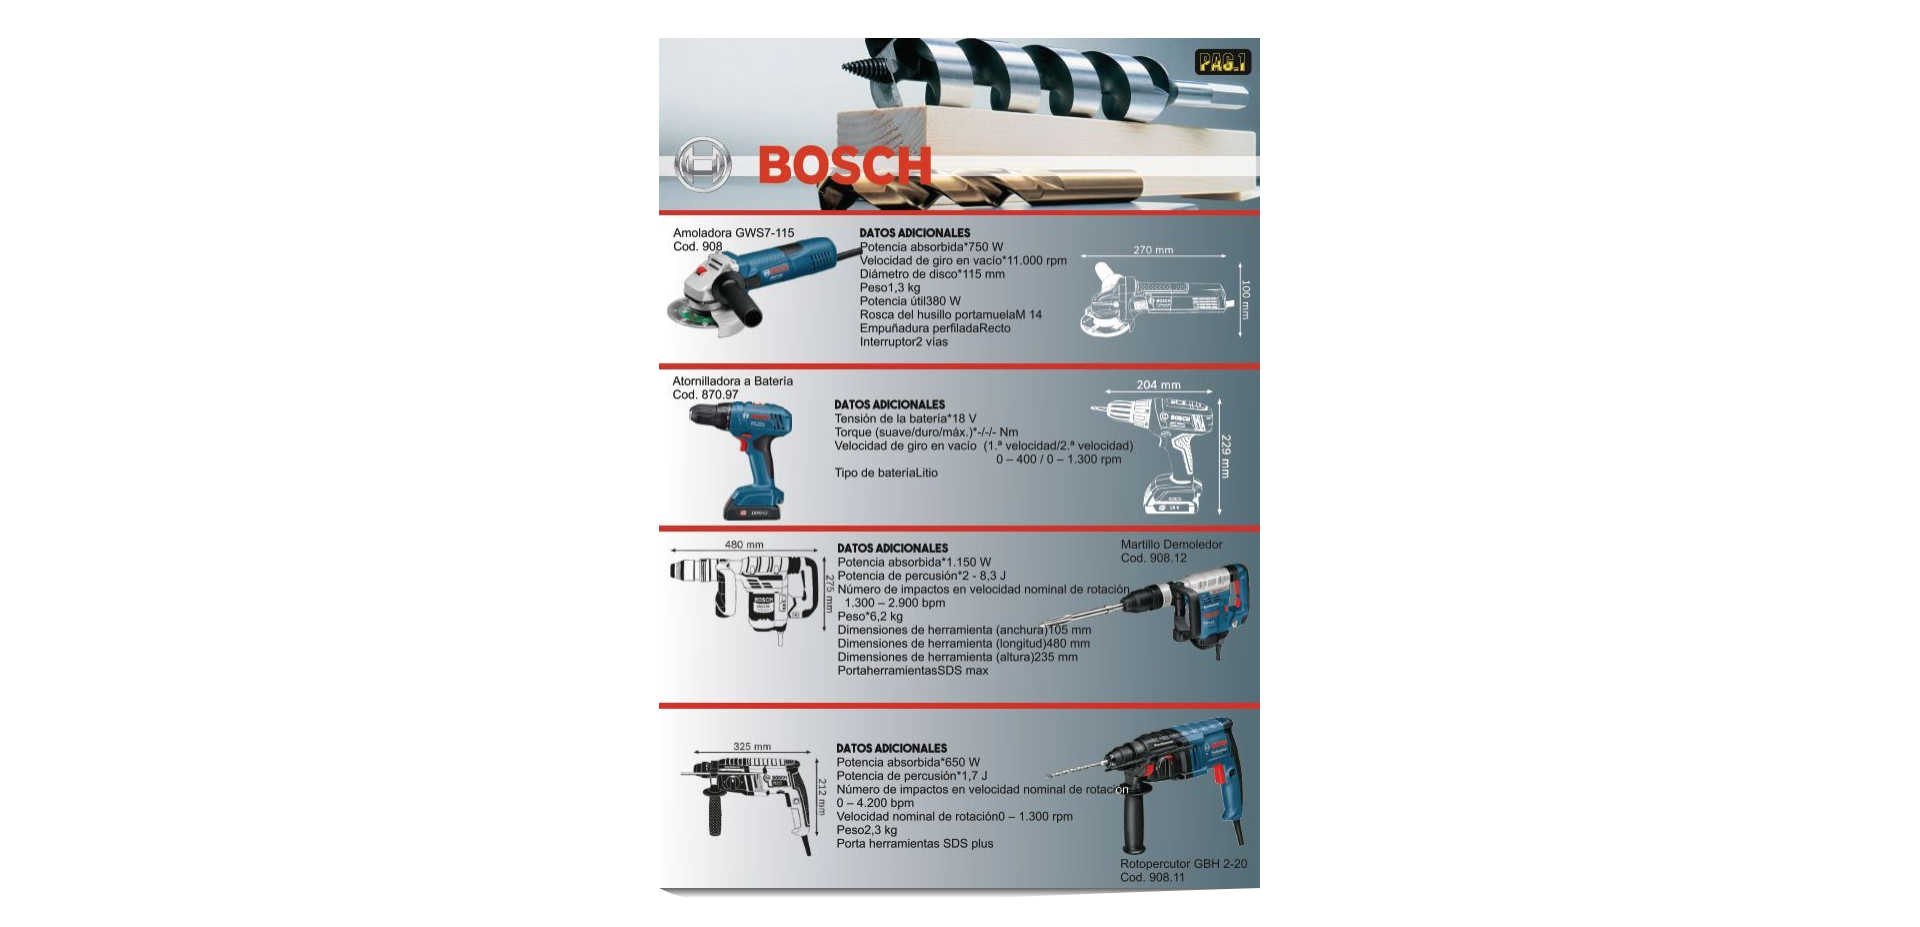 PAG.1
BOSCH
Amoladora GWS7-115
Cod. 908
DATOS ADICIONALES
Potencia absorbida*750 W
Velocidad de giro en vacío*11.000 rpm
Diámetro de disco*115 mm
Peso1,3 kg
Potencia útil380 W
Rosca del husillo portamuelaM 14
Empuñadura perfiladaRecto
Interruptor2 vías
270 mm
100 mm
BOSCH
Atornilladora a Batería
Cod. 870.97
DATOS ADICIONALES
Tensión de la batería*18 V
Torque (suave/duro/máx.)*-/-/- Nm
Velocidad de giro en vacío (1.ª velocidad/2.ª velocidad)
0 – 400 / 0 – 1.300 rpm
Tipo de bateríaLitio
204 mm
229 mm
BOSCH
18 V
480 mm
275 mm
BOSCH
DATOS ADICIONALES
Potencia absorbida*1.150 W
Potencia de percusión*2 - 8,3 J
Número de impactos en velocidad nominal de rotación
1.300 – 2.900 bpm
Peso*6,2 kg
Dimensiones de herramienta (anchura)105 mm
Dimensiones de herramienta (longitud)480 mm
Dimensiones de herramienta (altura)235 mm
PortaherramientasSDS max
Martillo Demoledor
Cod. 908.12
325 mm
212 mm
BOSCH
DATOS ADICIONALES
Potencia absorbida*650 W
Potencia de percusión*1,7 J
Número de impactos en velocidad nominal de rotación
0 – 4.200 bpm
Velocidad nominal de rotación0 – 1.300 rpm
Peso2,3 kg
Porta herramientas SDS plus
Rotopercutor GBH 2-20
Cod. 908.11